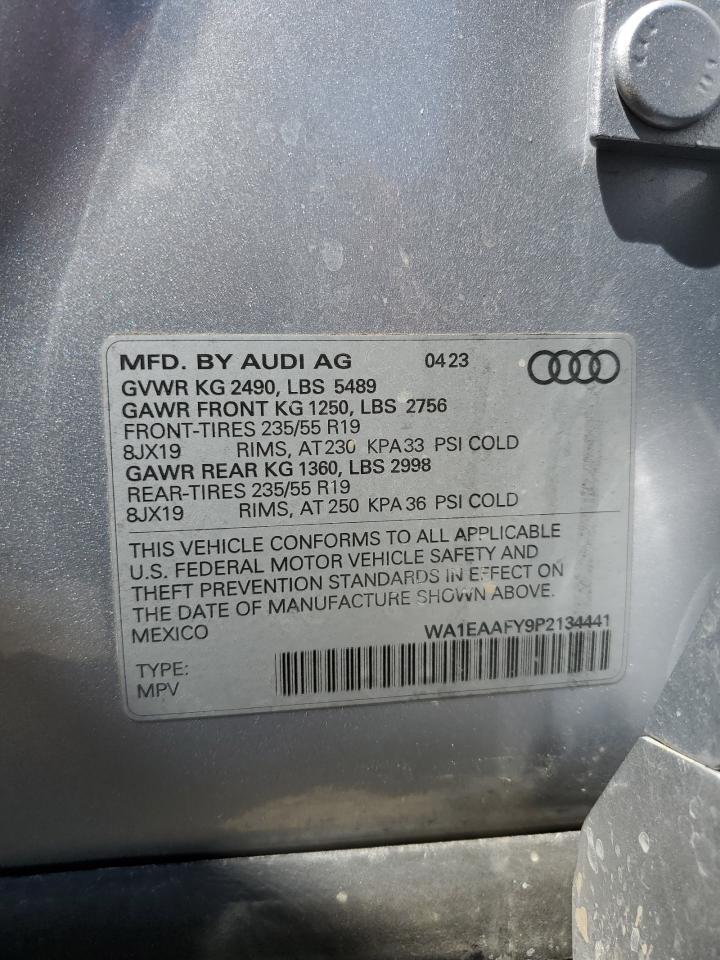 MFD. BY AUDI AG 04 23
GVWR KG 2490, LBS 5489
GAWR FRONT KG 1250, LBS 2756
FRONT-TIRES 235/55 R19
8JX19 RIMS, AT 230 KPA 33 PSI COLD
GAWR REAR KG 1360, LBS 2998
REAR-TIRES 235/55 R19
8JX19 RIMS, AT 250 KPA 36 PSI COLD
THIS VEHICLE CONFORMS TO ALL APPLICABLE
U.S. FEDERAL MOTOR VEHICLE SAFETY AND
THEFT PREVENTION STANDARDS IN EFFECT ON
THE DATE OF MANUFACTURE SHOWN ABOVE.
MEXICO WA1EAAFY9P2134441
TYPE:
MPV